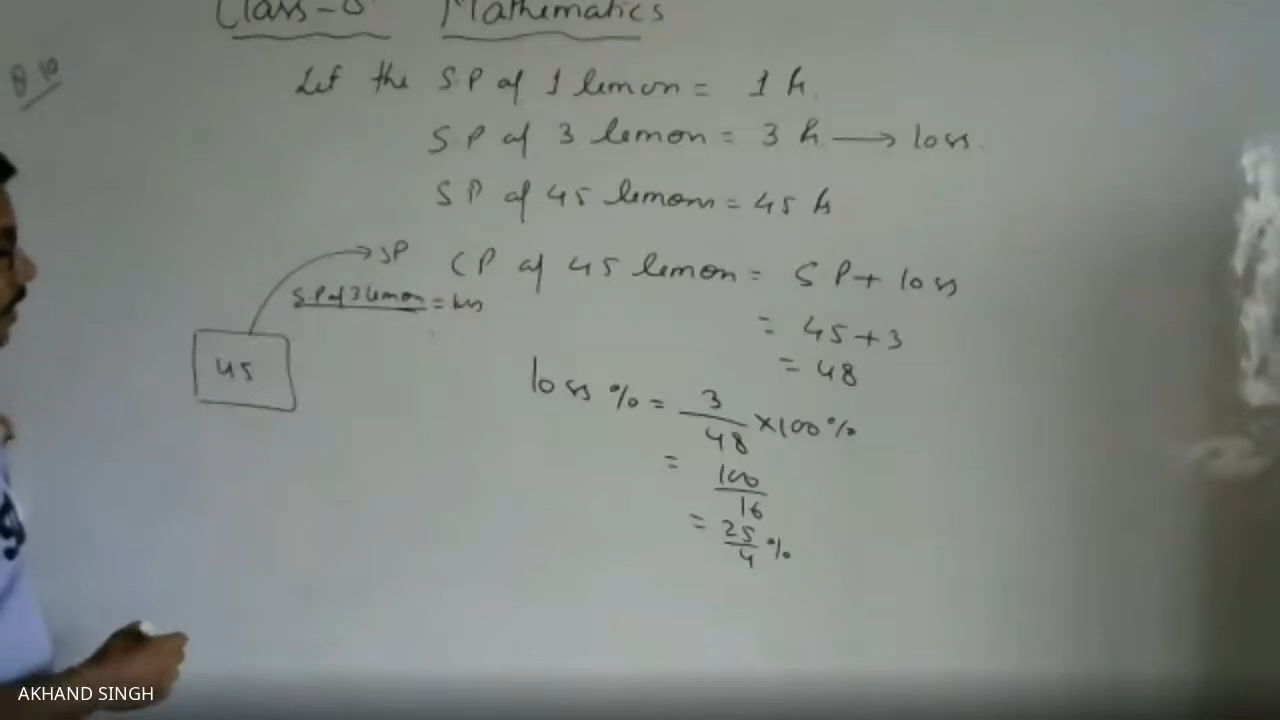 Class-8 Mathematics
Q 10
Let the SP of 1 lemon = 1 ₨.
SP of 3 lemon = 3 ₨ → loss.
SP of 45 lemons = 45 ₨
CP of 45 lemon = SP + loss
= 45 + 3
= 48
SP
SP of 3 lemon = loss
45
loss % = 3/48 × 100%
= 100/16
= 25/4 %
AKHAND SINGH